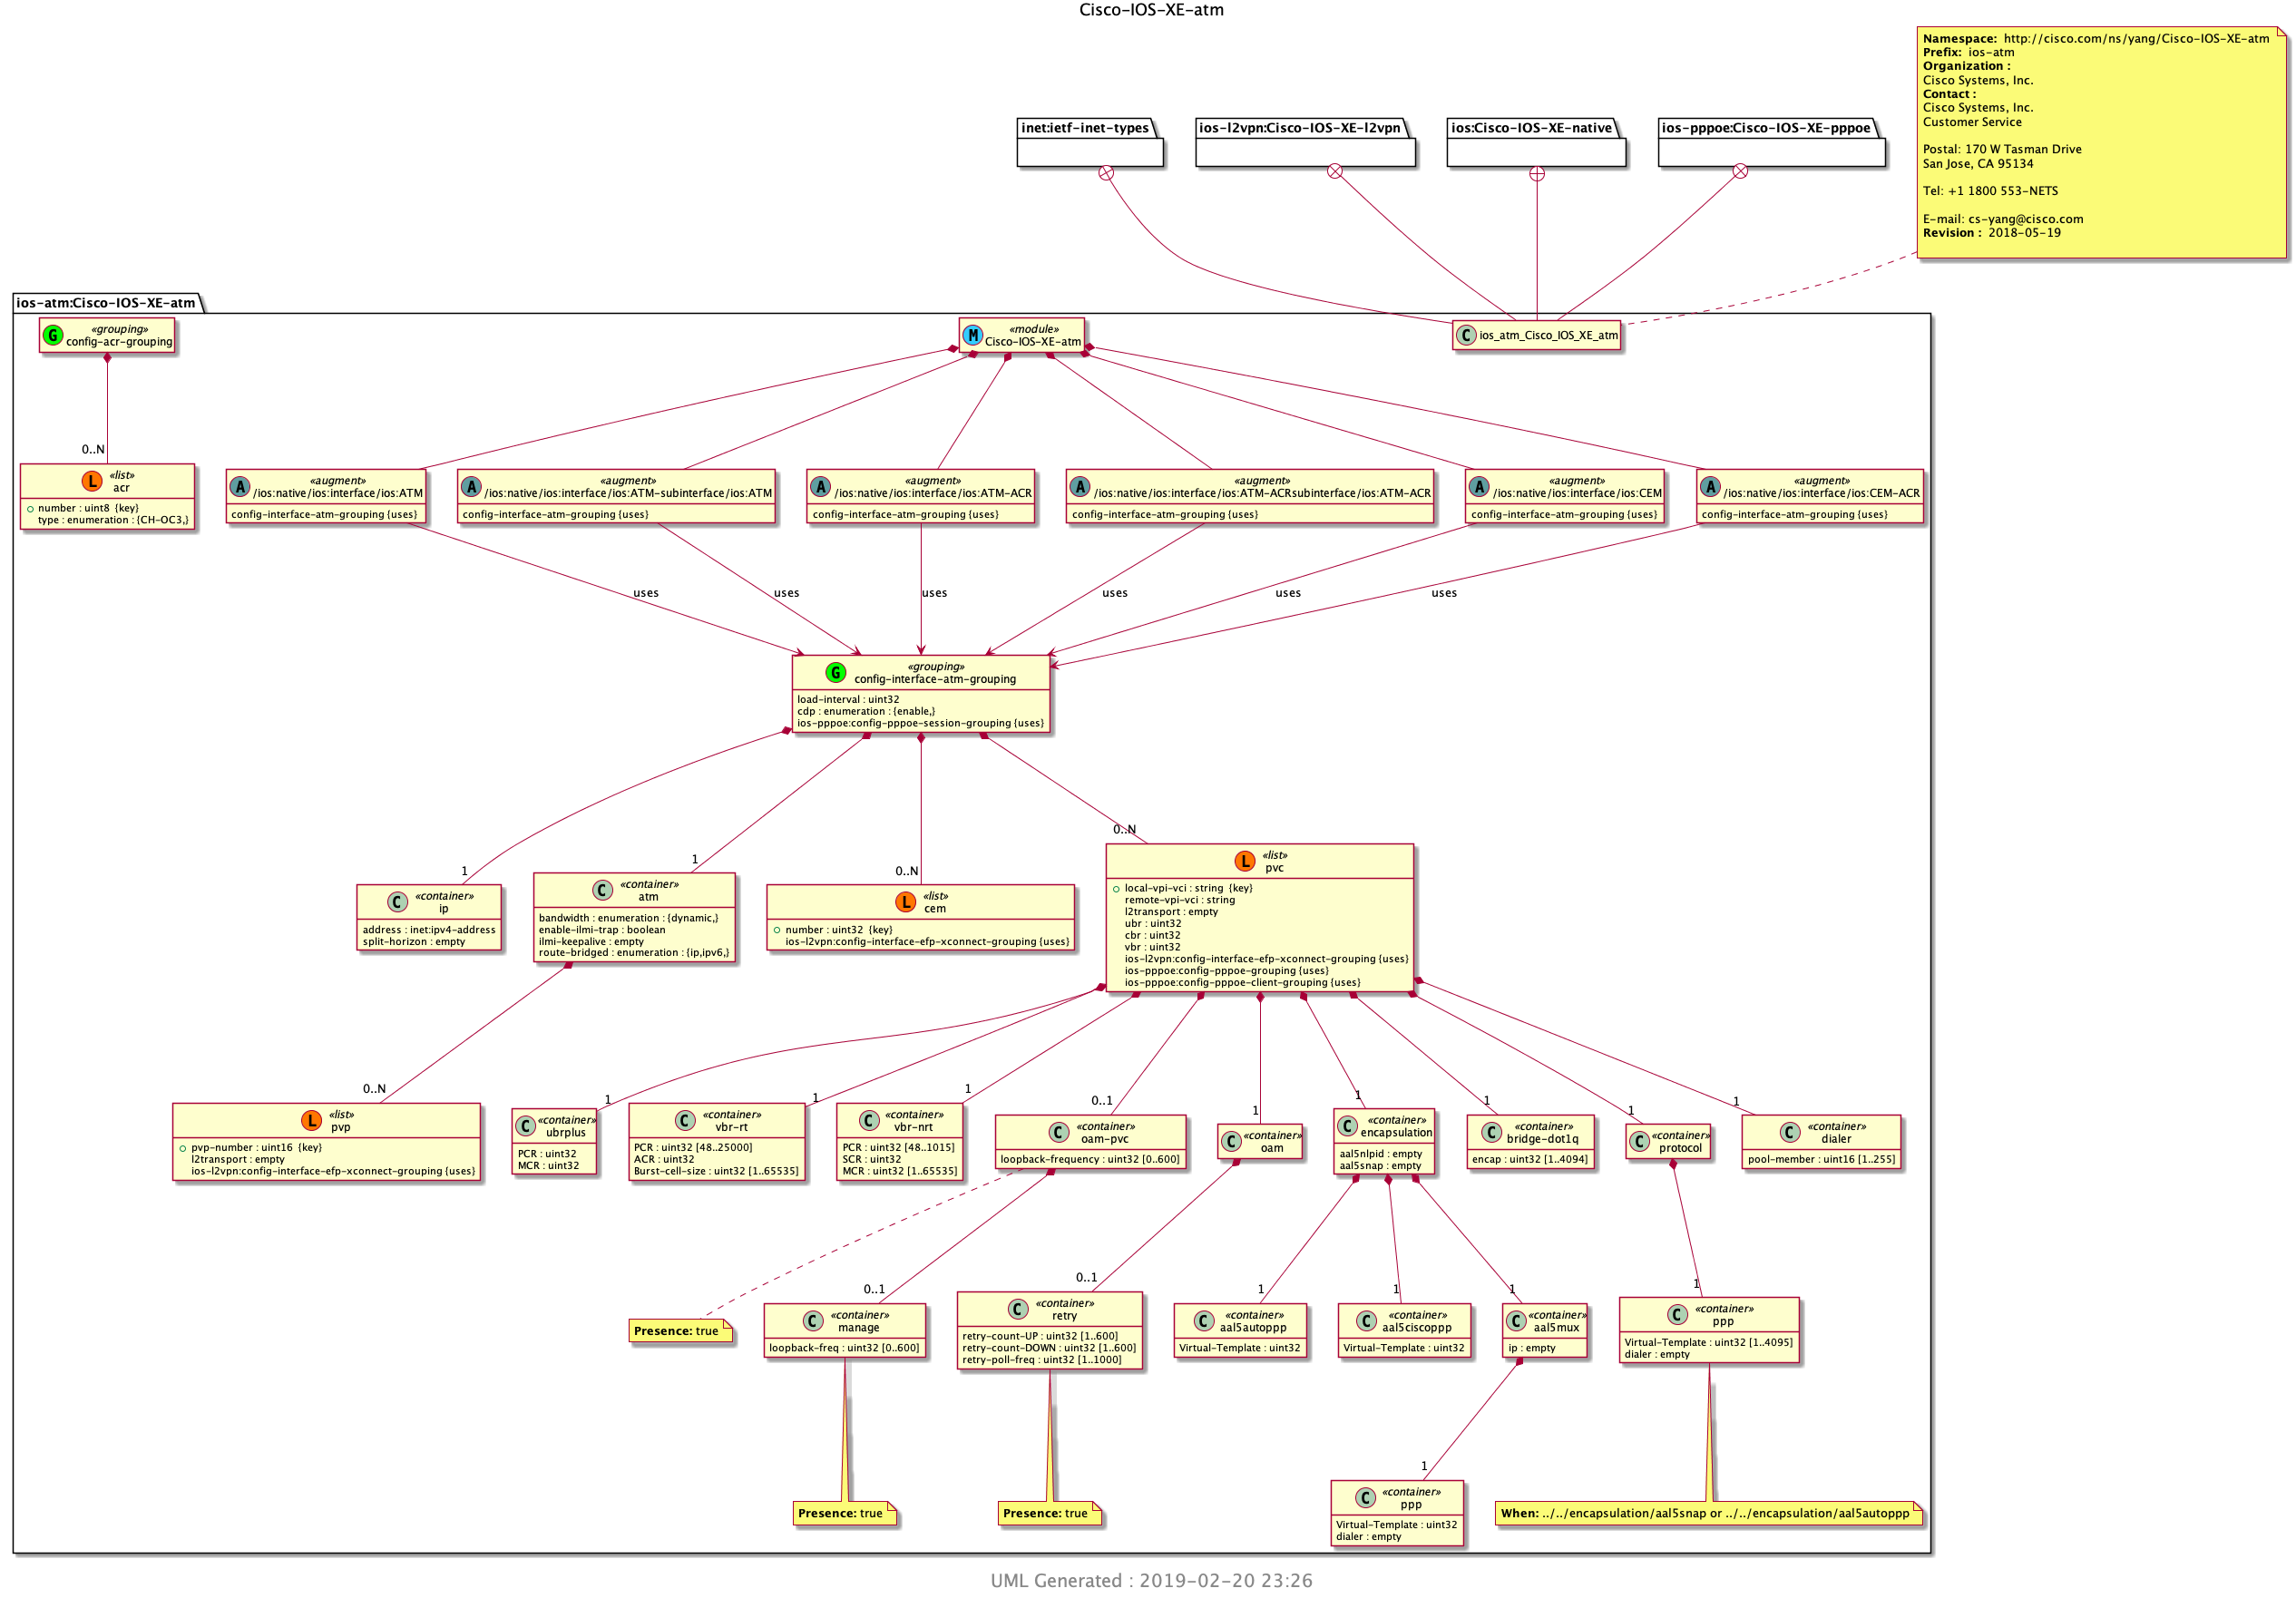 Cisco-IOS-XE-atm
Namespace: http://cisco.com/ns/yang/Cisco-IOS-XE-atm
Prefix: ios-atm
Organization :
Cisco Systems, Inc.
Contact :
Cisco Systems, Inc.
Customer Service
Postal: 170 W Tasman Drive
San Jose, CA 95134
Tel: +1 1800 553-NETS
E-mail: cs-yang@cisco.com
Revision : 2018-05-19
inet:ietf-inet-types
ios-l2vpn:Cisco-IOS-XE-l2vpn
ios:Cisco-IOS-XE-native
ios-pppoe:Cisco-IOS-XE-pppoe
ios-atm:Cisco-IOS-XE-atm
G
«grouping»
config-acr-grouping
M
«module»
Cisco-IOS-XE-atm
C
ios_atm_Cisco_IOS_XE_atm
0..N
L
«list»
acr
number : uint8 {key}
type : enumeration : {CH-OC3,}
A
«augment»
/ios:native/ios:interface/ios:ATM
config-interface-atm-grouping {uses}
A
«augment»
/ios:native/ios:interface/ios:ATM-subinterface/ios:ATM
config-interface-atm-grouping {uses}
A
«augment»
/ios:native/ios:interface/ios:ATM-ACR
config-interface-atm-grouping {uses}
A
«augment»
/ios:native/ios:interface/ios:ATM-ACRsubinterface/ios:ATM-ACR
config-interface-atm-grouping {uses}
A
«augment»
/ios:native/ios:interface/ios:CEM
config-interface-atm-grouping {uses}
A
«augment»
/ios:native/ios:interface/ios:CEM-ACR
config-interface-atm-grouping {uses}
uses
uses
uses
uses
uses
uses
G
«grouping»
config-interface-atm-grouping
load-interval : uint32
cdp : enumeration : {enable,}
ios-pppoe:config-pppoe-session-grouping {uses}
1
1
0..N
0..N
C
«container»
ip
address : inet:ipv4-address
split-horizon : empty
C
«container»
atm
bandwidth : enumeration : {dynamic,}
enable-ilmi-trap : boolean
ilmi-keepalive : empty
route-bridged : enumeration : {ip,ipv6,}
L
«list»
cem
number : uint32 {key}
ios-l2vpn:config-interface-efp-xconnect-grouping {uses}
L
«list»
pvc
local-vpi-vci : string {key}
remote-vpi-vci : string
l2transport : empty
ubr : uint32
cbr : uint32
vbr : uint32
ios-l2vpn:config-interface-efp-xconnect-grouping {uses}
ios-pppoe:config-pppoe-grouping {uses}
ios-pppoe:config-pppoe-client-grouping {uses}
0..N
1
1
1
0..1
1
1
1
1
1
L
«list»
pvp
pvp-number : uint16 {key}
l2transport : empty
ios-l2vpn:config-interface-efp-xconnect-grouping {uses}
C
«container»
ubrplus
PCR : uint32
MCR : uint32
C
«container»
vbr-rt
PCR : uint32 [48..25000]
ACR : uint32
Burst-cell-size : uint32 [1..65535]
C
«container»
vbr-nrt
PCR : uint32 [48..1015]
SCR : uint32
MCR : uint32 [1..65535]
C
«container»
oam-pvc
loopback-frequency : uint32 [0..600]
C
«container»
oam
C
«container»
encapsulation
aal5nlpid : empty
aal5snap : empty
C
«container»
bridge-dot1q
encap : uint32 [1..4094]
C
«container»
protocol
C
«container»
dialer
pool-member : uint16 [1..255]
0..1
0..1
1
1
1
1
Presence: true
C
«container»
manage
loopback-freq : uint32 [0..600]
C
«container»
retry
retry-count-UP : uint32 [1..600]
retry-count-DOWN : uint32 [1..600]
retry-poll-freq : uint32 [1..1000]
C
«container»
aal5autoppp
Virtual-Template : uint32
C
«container»
aal5ciscoppp
Virtual-Template : uint32
C
«container»
aal5mux
ip : empty
C
«container»
ppp
Virtual-Template : uint32 [1..4095]
dialer : empty
1
Presence: true
Presence: true
C
«container»
ppp
Virtual-Template : uint32
dialer : empty
When: ../../encapsulation/aal5snap or ../../encapsulation/aal5autoppp
UML Generated : 2019-02-20 23:26